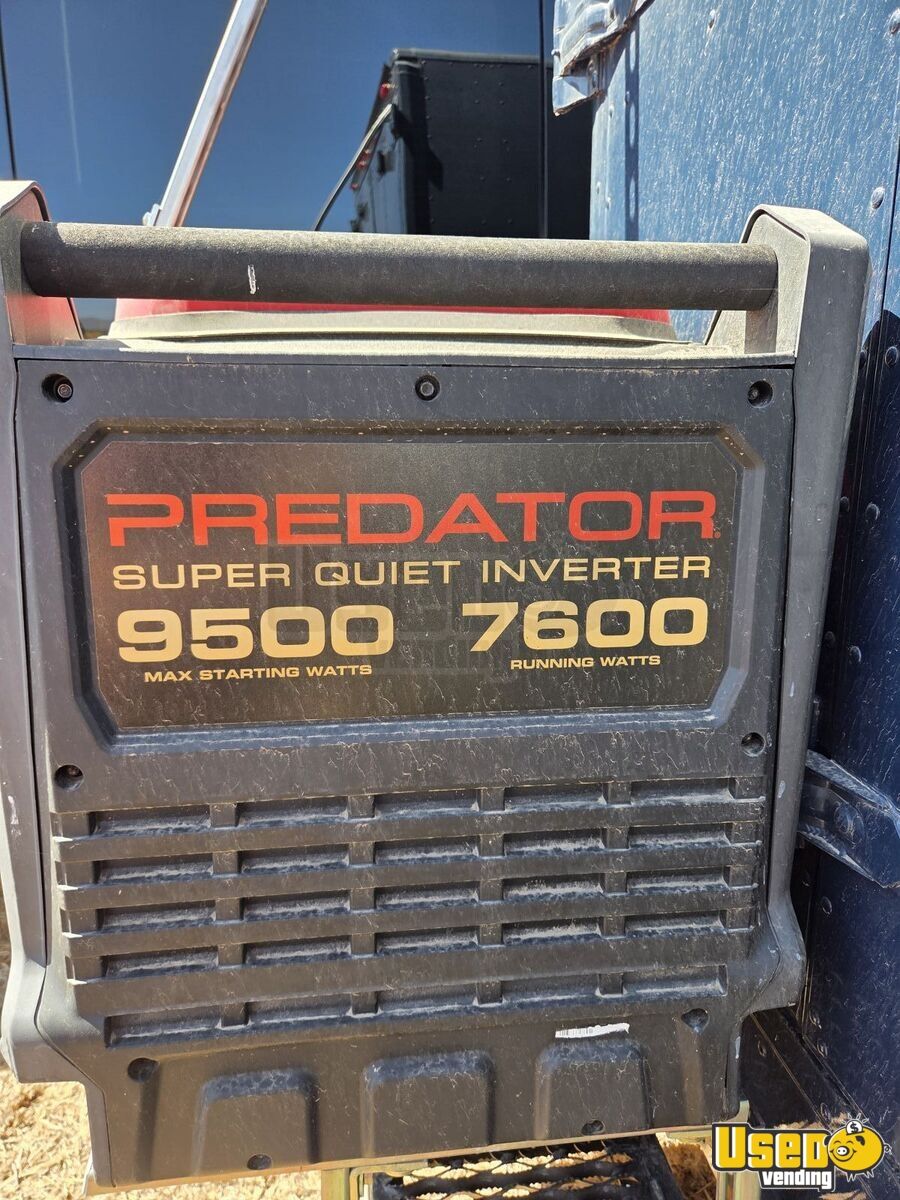 PREDATOR
SUPER QUIET INVERTER
9500 7600
MAX STARTING WATTS RUNNING WATTS
USED
vending